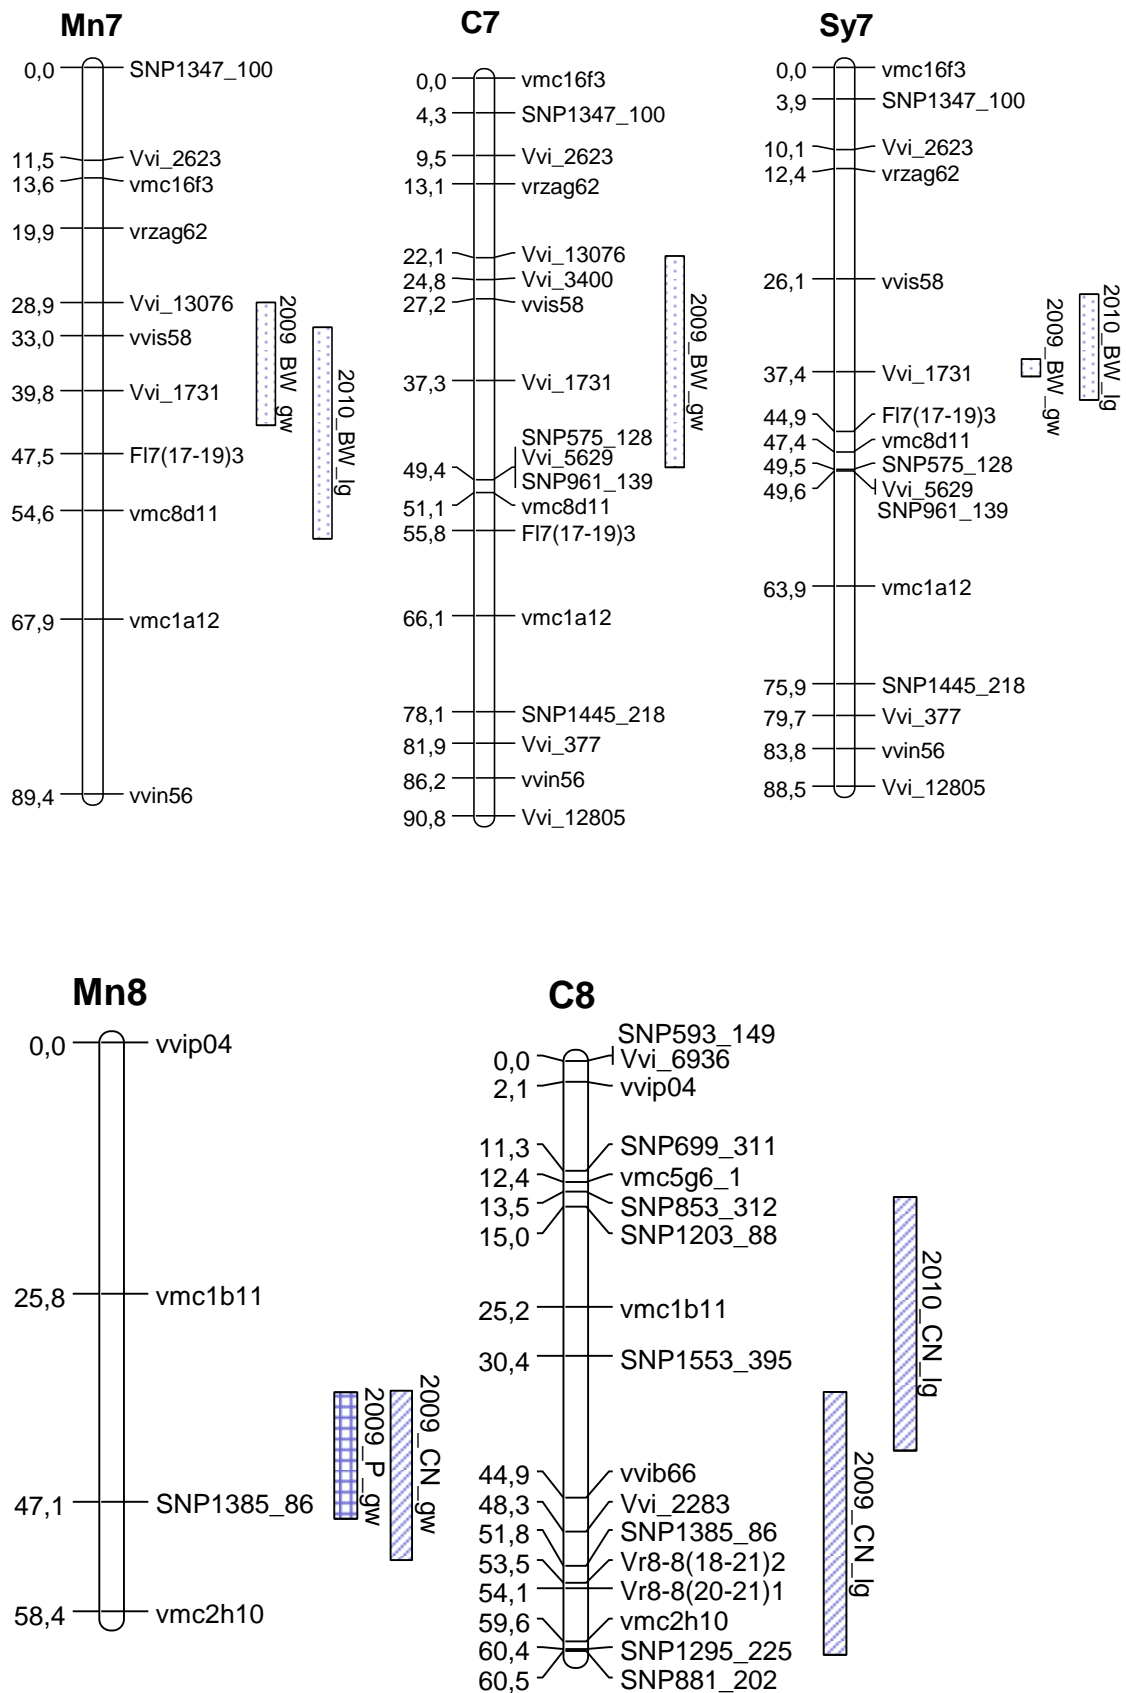 Mn7
0,0 SNP1347_100
11,5 Vvi_2623
13,6 vmc16f3
19,9 vrzag62
28,9 Vvi_13076
33,0 vvis58
39,8 Vvi_1731
47,5 Fl7(17-19)3
54,6 vmc8d11
67,9 vmc1a12
89,4 vvin56
2009_BW_gw
2010_BW_lg
C7
0,0 vmc16f3
4,3 SNP1347_100
9,5 Vvi_2623
13,1 vrzag62
22,1 Vvi_13076
24,8 Vvi_3400
27,2 vvis58
37,3 Vvi_1731
SNP575_128
Vvi_5629
49,4 SNP961_139
51,1 vmc8d11
55,8 Fl7(17-19)3
66,1 vmc1a12
78,1 SNP1445_218
81,9 Vvi_377
86,2 vvin56
90,8 Vvi_12805
2009_BW_gw
Sy7
0,0 vmc16f3
3,9 SNP1347_100
10,1 Vvi_2623
12,4 vrzag62
26,1 vvis58
37,4 Vvi_1731
44,9 Fl7(17-19)3
47,4 vmc8d11
49,5 SNP575_128
49,6 Vvi_5629
SNP961_139
63,9 vmc1a12
75,9 SNP1445_218
79,7 Vvi_377
83,8 vvin56
88,5 Vvi_12805
2009_BW_gw
2010_BW_lg
Mn8
0,0 vvip04
25,8 vmc1b11
47,1 SNP1385_86
58,4 vmc2h10
2009_P_gw
2009_CN_gw
C8
SNP593_149
0,0 Vvi_6936
2,1 vvip04
11,3 SNP699_311
12,4 vmc5g6_1
13,5 SNP853_312
15,0 SNP1203_88
25,2 vmc1b11
30,4 SNP1553_395
44,9 vvib66
48,3 Vvi_2283
51,8 SNP1385_86
53,5 Vr8-8(18-21)2
54,1 Vr8-8(20-21)1
59,6 vmc2h10
60,4 SNP1295_225
60,5 SNP881_202
2009_CN_lg
2010_CN_lg